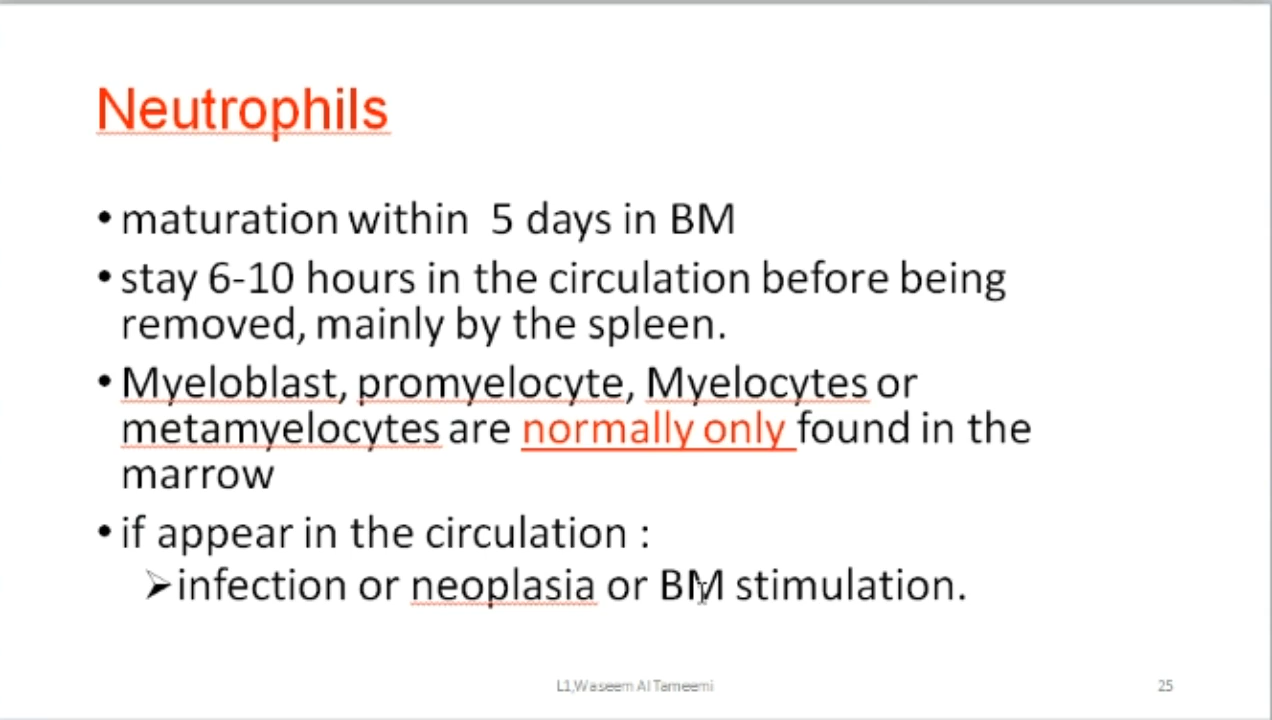 Neutrophils
• maturation within 5 days in BM
• stay 6-10 hours in the circulation before being
removed, mainly by the spleen.
• Myeloblast, promyelocyte, Myelocytes or
metamyelocytes are normally only found in the
marrow
• if appear in the circulation :
➢infection or neoplasia or BM stimulation.
L1,Waseem Al Tameemi
25